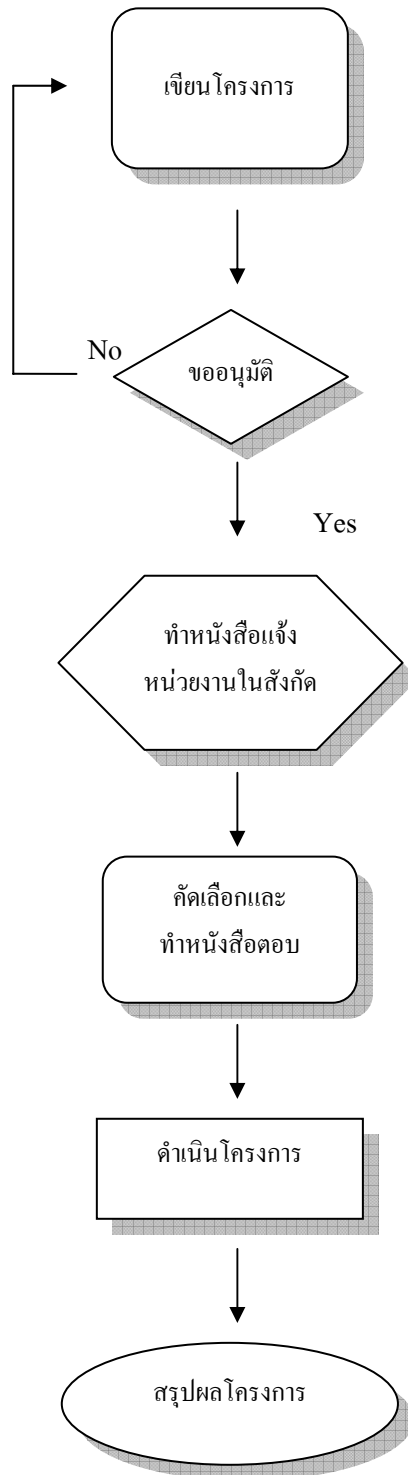 เขียนโครงการ
No
ขออนุมัติ
Yes
ทำหนังสือแจ้ง
หน่วยงานในสังกัด
คัดเลือกและ
ทำหนังสือตอบ
ดำเนินโครงการ
สรุปผลโครงการ